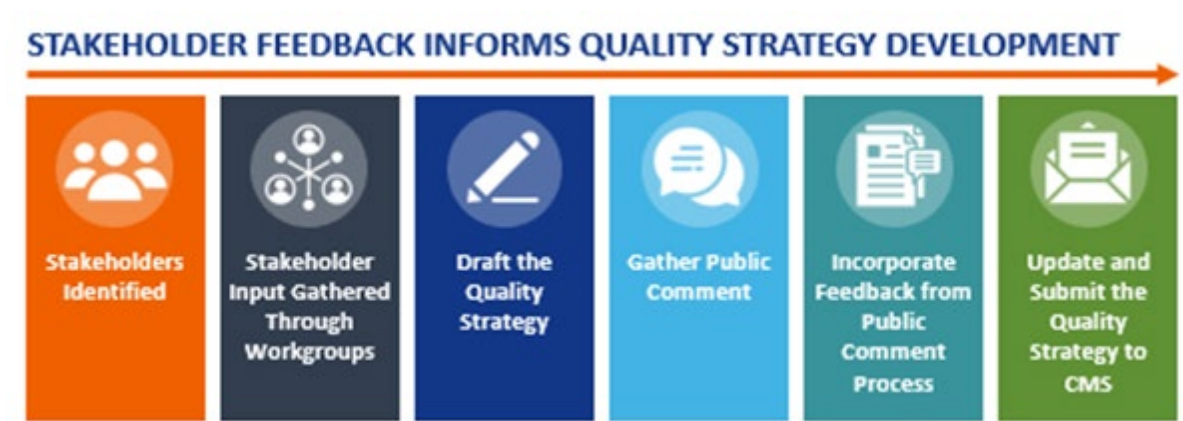 STAKEHOLDER FEEDBACK INFORMS QUALITY STRATEGY DEVELOPMENT
Stakeholders
Identified
Stakeholder
Input Gathered
Through
Workgroups
Draft the
Quality
Strategy
Gather Public
Comment
Incorporate
Feedback from
Public
Comment
Process
Update and
Submit the
Quality
Strategy to
CMS